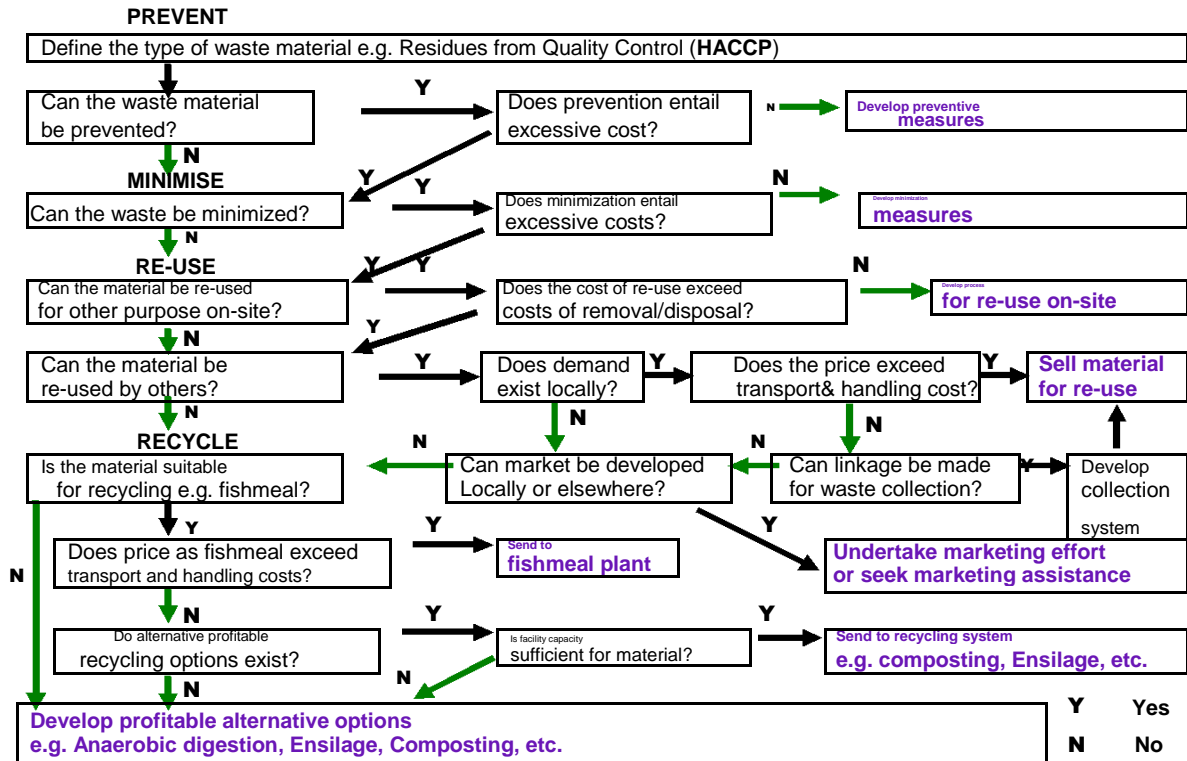 PREVENT
Define the type of waste material e.g. Residues from Quality Control (HACCP)
Y
Can the waste material
be prevented?
Does prevention entail
excessive cost?
N
Develop preventive
measures
N
MINIMISE
Y
Y
N
Can the waste be minimized?
Does minimization entail
excessive costs?
Develop minimization
measures
N
RE-USE
Y
Y
N
Can the material be re-used
for other purpose on-site?
Does the cost of re-use exceed
costs of removal/disposal?
Develop process
for re-use on-site
N
Y
Can the material be
re-used by others?
Y
Does demand
exist locally?
Y
Does the price exceed
transport& handling cost?
Y
Sell material
for re-use
N
N
N
RECYCLE
N
N
Is the material suitable
for recycling e.g. fishmeal?
Can market be developed
Locally or elsewhere?
Can linkage be made
for waste collection?
Y
Develop
collection
system
Y
Y
Y
Does price as fishmeal exceed
transport and handling costs?
Send to
fishmeal plant
Undertake marketing effort
or seek marketing assistance
N
N
Y
Y
Do alternative profitable
recycling options exist?
Is facility capacity
sufficient for material?
Send to recycling system
e.g. composting, Ensilage, etc.
N
N
Develop profitable alternative options
e.g. Anaerobic digestion, Ensilage, Composting, etc.
Y Yes
N No